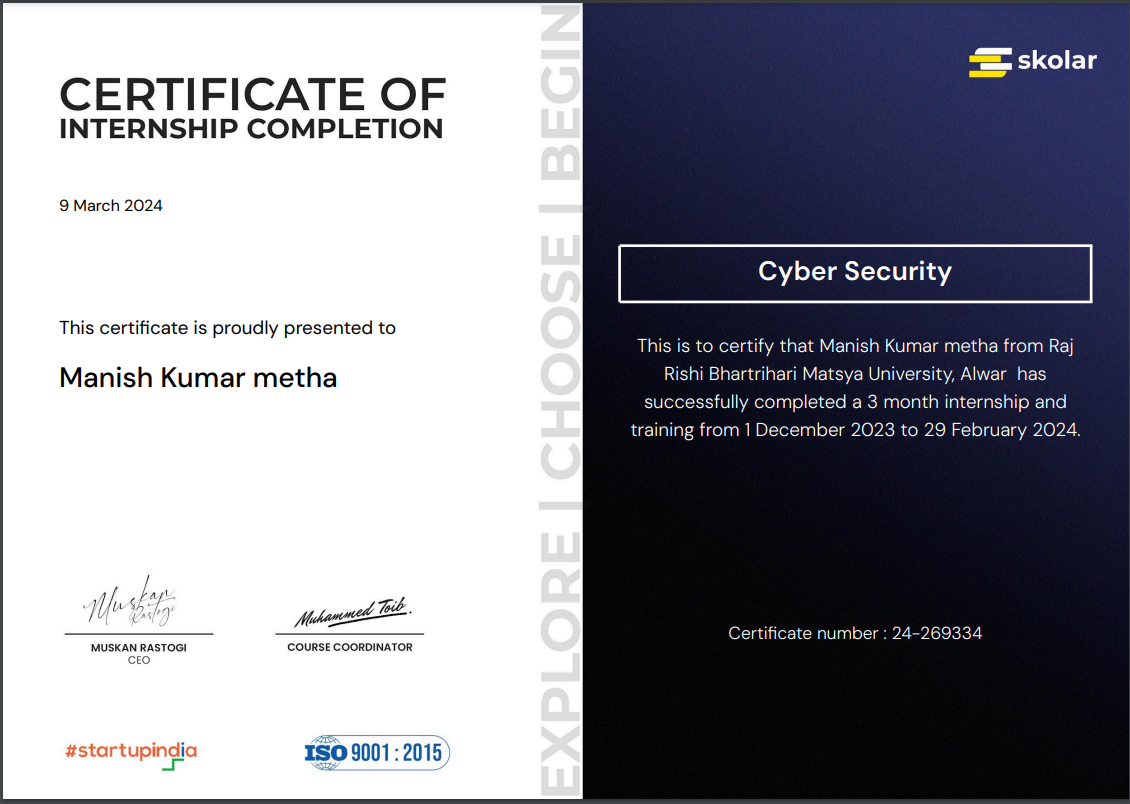 CERTIFICATE OF
INTERNSHIP COMPLETION
9 March 2024
This certificate is proudly presented to
Manish Kumar metha
Muskan
Rastogi
MUSKAN RASTOGI
CEO
Muhammed Toib.
COURSE COORDINATOR
#startupindia
ISO 9001 : 2015
EXPLORE | CHOOSE | BEGIN
skolar
Cyber Security
This is to certify that Manish Kumar metha from Raj
Rishi Bhartrihari Matsya University, Alwar has
successfully completed a 3 month internship and
training from 1 December 2023 to 29 February 2024.
Certificate number : 24-269334